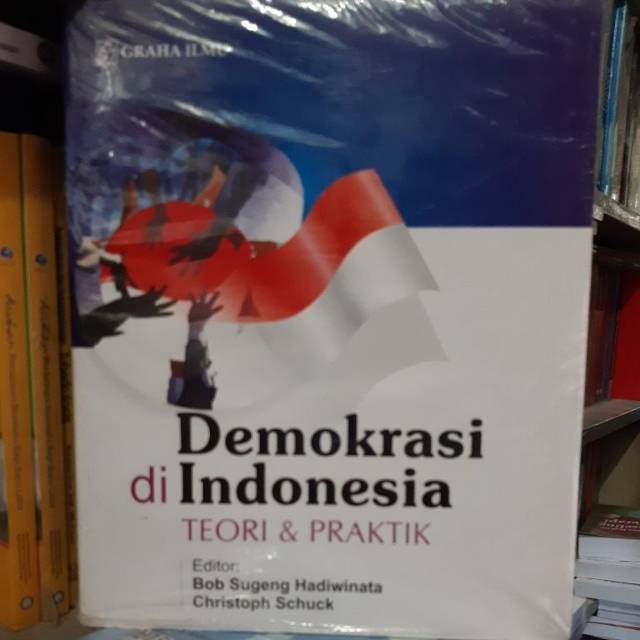 GRAHA ILMU
Demokrasi
di Indonesia
TEORI & PRAKTIK
Editor:
Bob Sugeng Hadiwinata
Christoph Schuck